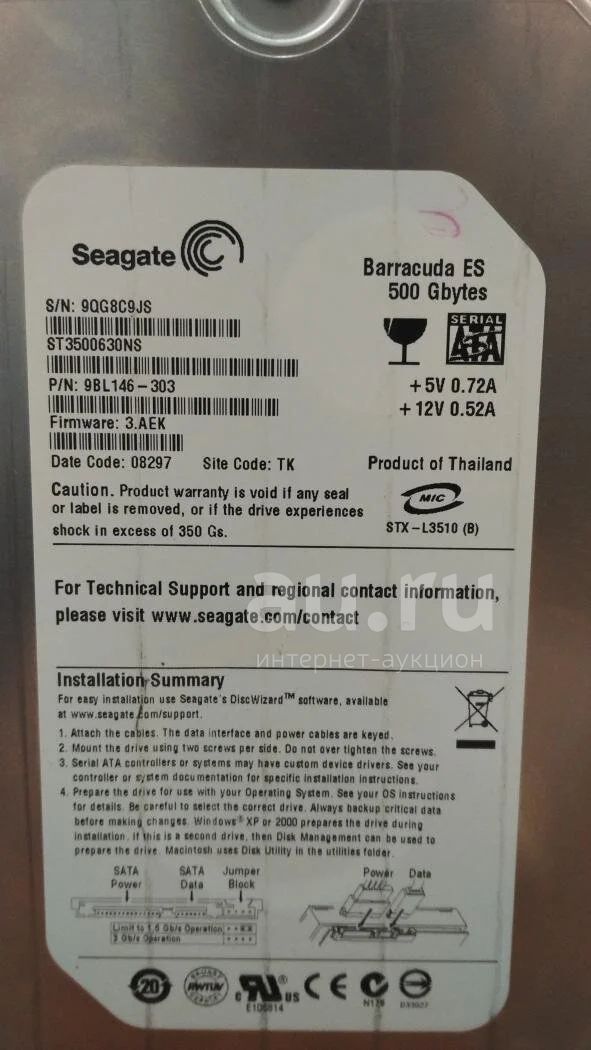 Seagate
Barracuda ES
500 Gbytes
S/N: 9QG8C9JS
ST3500630NS
SERIAL
ATA
P/N: 9BL146-303
+5V 0.72A
+12V 0.52A
Firmware: 3.AEK
Date Code: 08297 Site Code: TK
Product of Thailand
Caution. Product warranty is void if any seal
or label is removed, or if the drive experiences
shock in excess of 350 Gs.
MIC
STX-L3510 (B)
For Technical Support and regional contact information,
please visit www.seagate.com/contact
au.ru
интернет-аукцион
Installation Summary
For easy installation use Seagate's DiscWizard™ software, available
at www.seagate.com/support.
1. Attach the cables. The data interface and power cables are keyed.
2. Mount the drive using two screws per side. Do not over tighten the screws.
3. Serial ATA controllers or systems may have custom device drivers. See your
controller or system documentation for specific installation instructions.
4. Prepare the drive for use with your Operating System. See your OS instructions
for details. Be careful to select the correct drive. Always backup critical data
before making changes. Windows® XP or 2000 prepares the drive during
installation. If this is a second drive, then Disk Management can be used to
prepare the drive. Macintosh uses Disk Utility in the utilities folder.
SATA Power
SATA Data
Jumper Block
Power Data
Limit to 1.5 Gb/s Operation
3 Gb/s Operation
20
RWTUV
c UL ® US
E106814
CE
N176